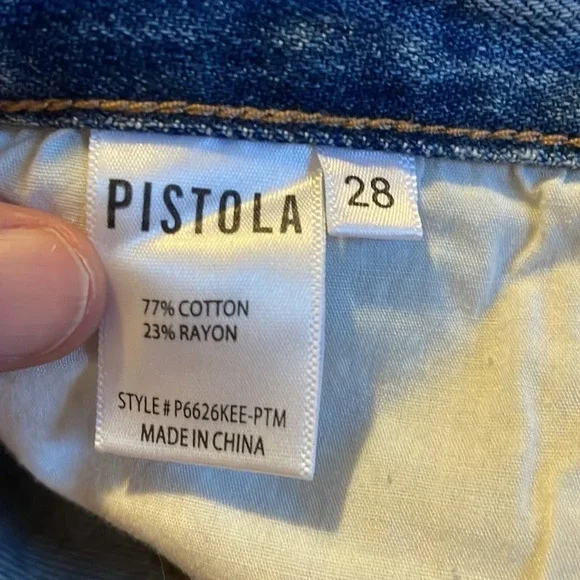 PISTOLA
28
77% COTTON
23% RAYON
STYLE # P6626KEE-PTM
MADE IN CHINA